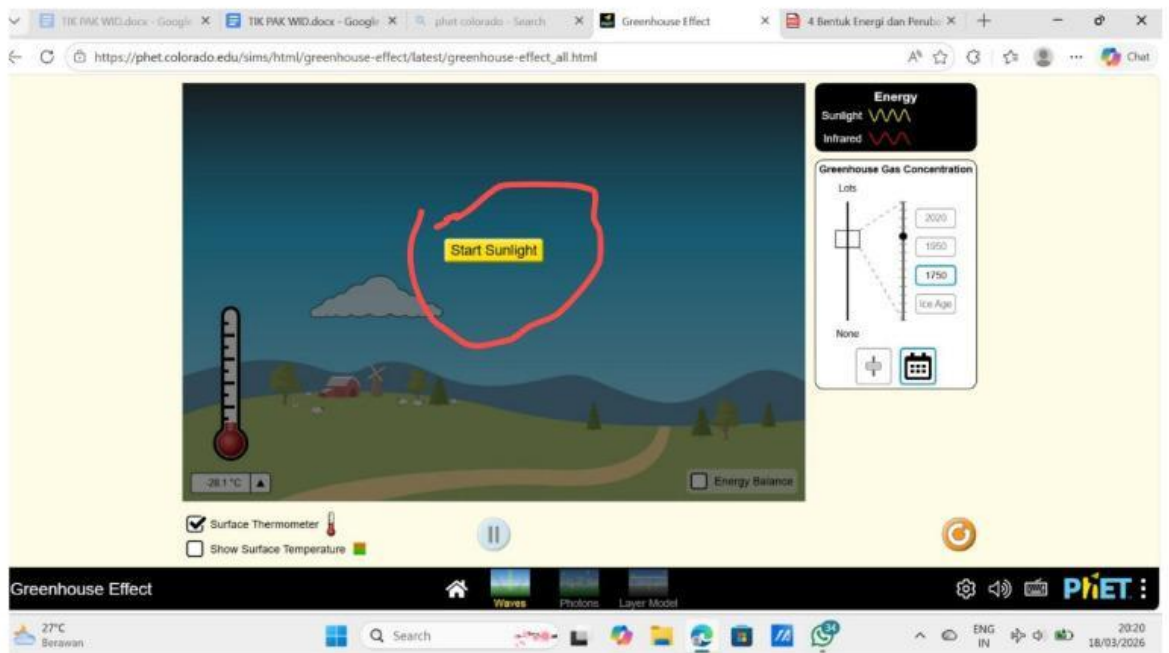 TIK PAK WID.docx - Google
TIK PAK WID.docx - Google
phet colorado - Search
Greenhouse Effect
4 Bentuk Energi dan Perub
https://phet.colorado.edu/sims/html/greenhouse-effect/latest/greenhouse-effect_all.html
Chat
Energy
Sunlight
Infrared
Greenhouse Gas Concentration
Lots
2020
1950
1750
Ice Age
None
Start Sunlight
-28.1 °C
Energy Balance
Surface Thermometer
Show Surface Temperature
Greenhouse Effect
Waves
Photons
Layer Model
PhET
27°C
Berawan
Search
34
ENG
IN
20:20
18/03/2026